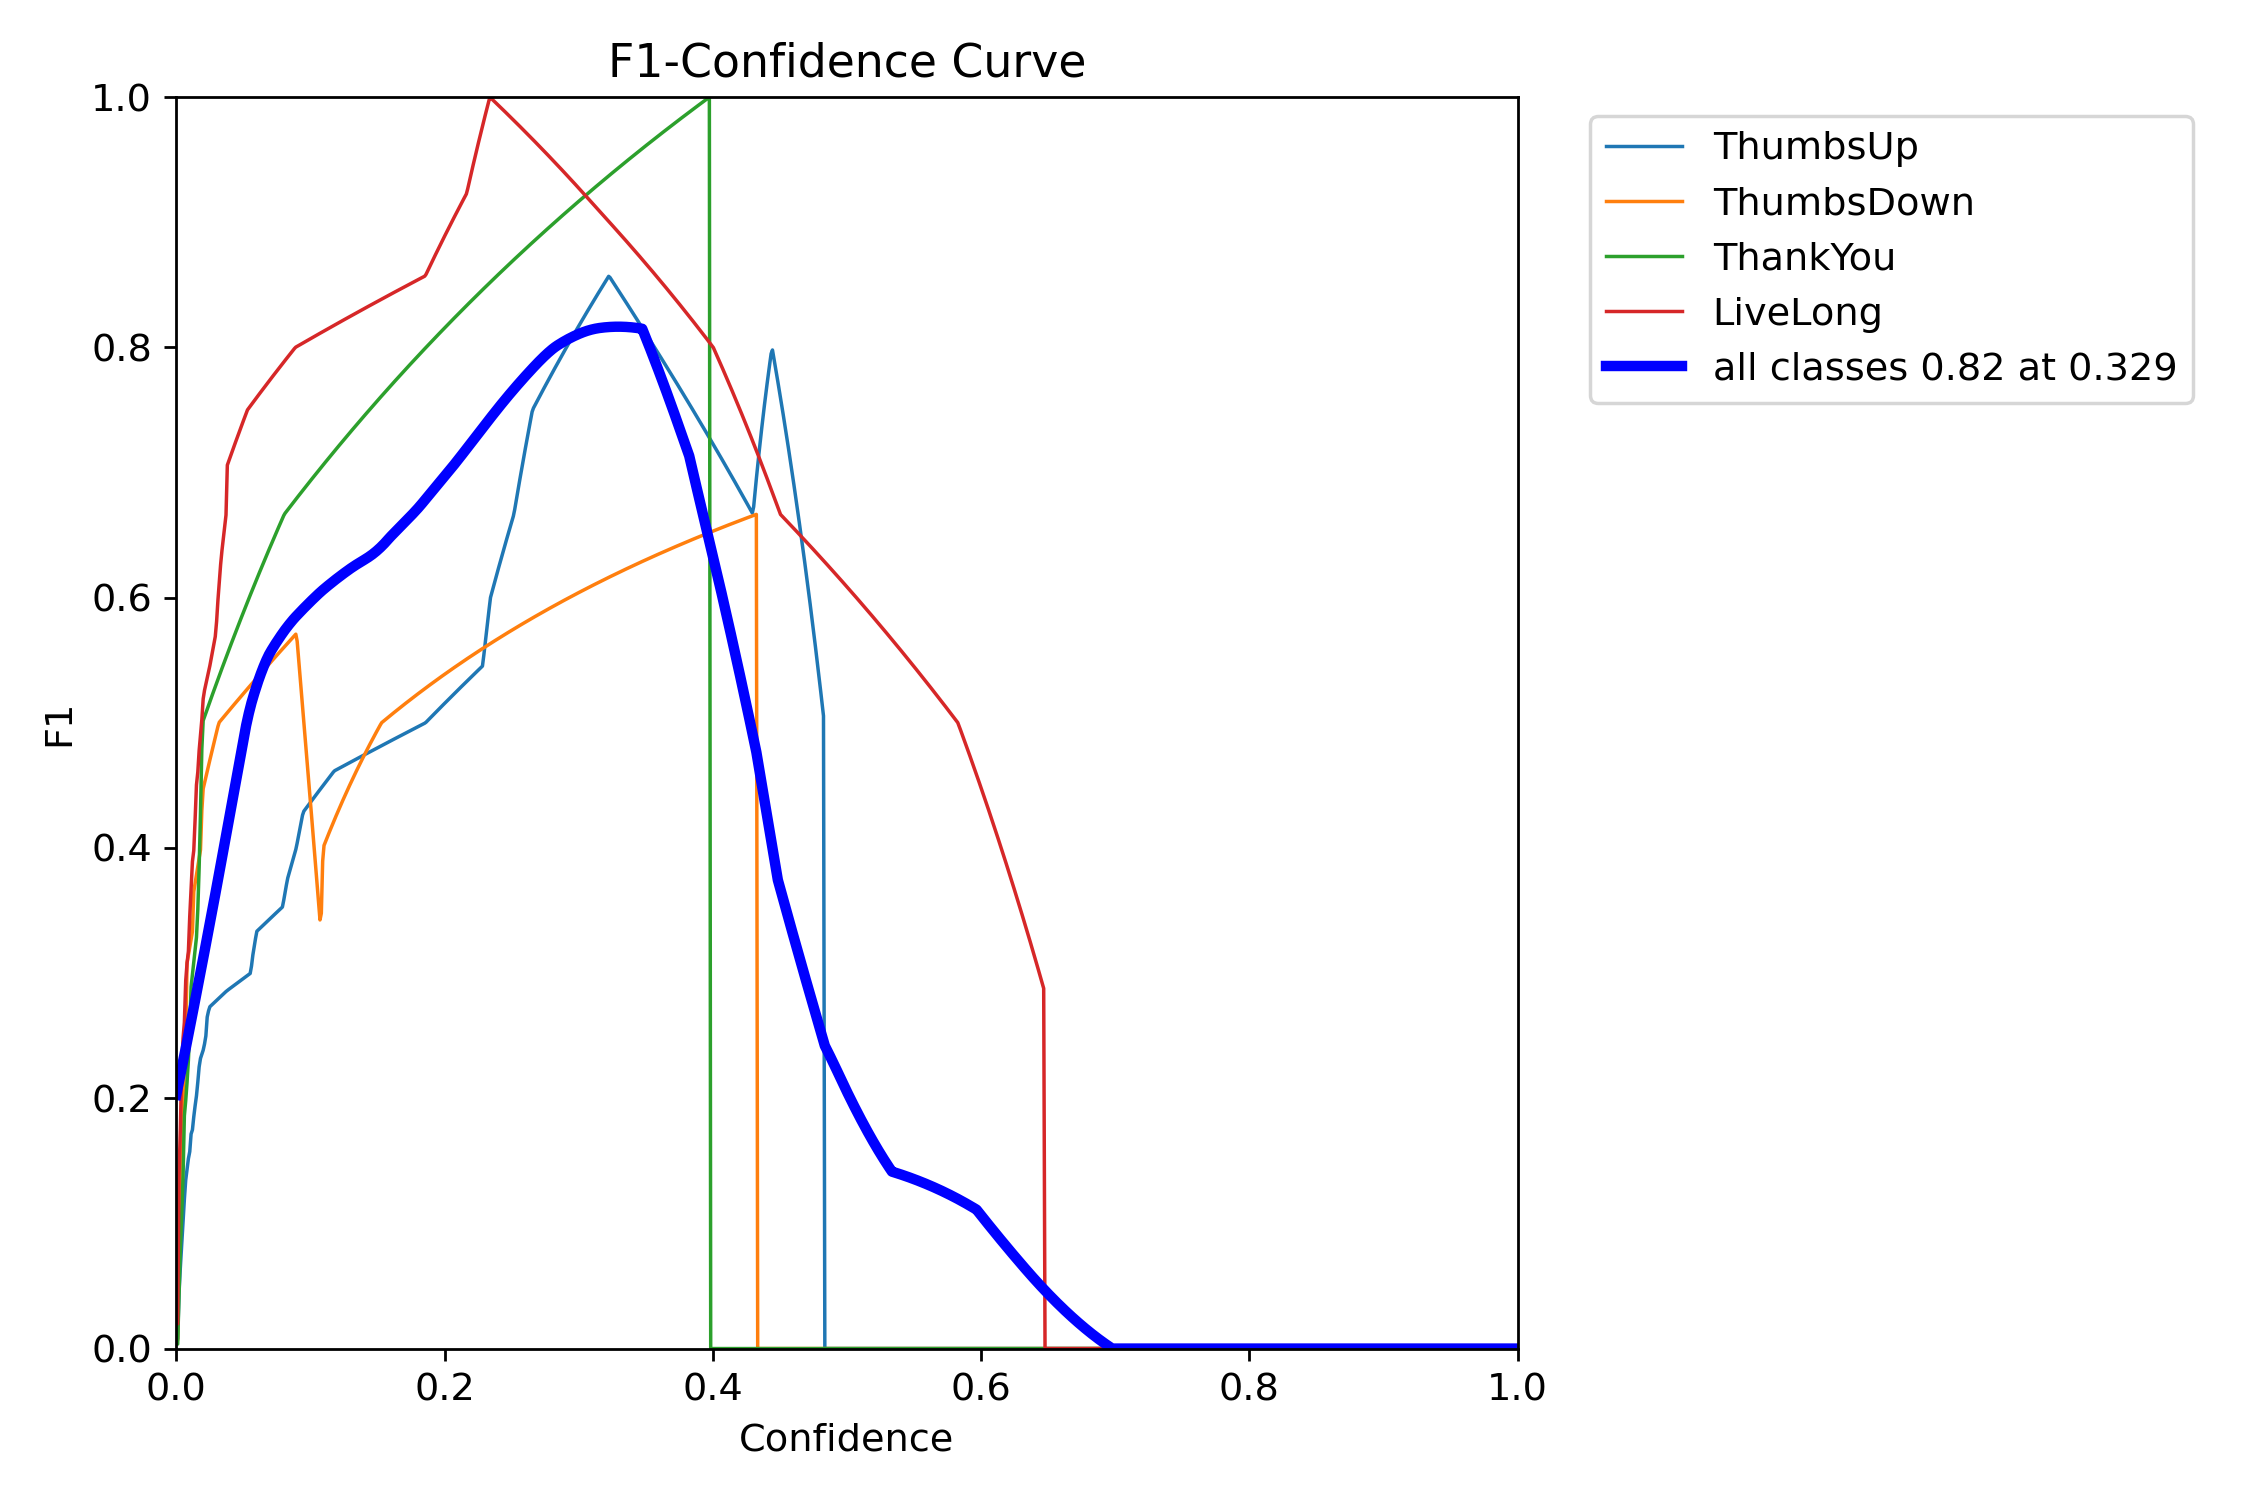 F1-Confidence Curve
1.0
0.8
0.6
0.4
0.2
0.0
F1
0.0 0.2 0.4 0.6 0.8 1.0
Confidence
ThumbsUp
ThumbsDown
ThankYou
LiveLong
all classes 0.82 at 0.329